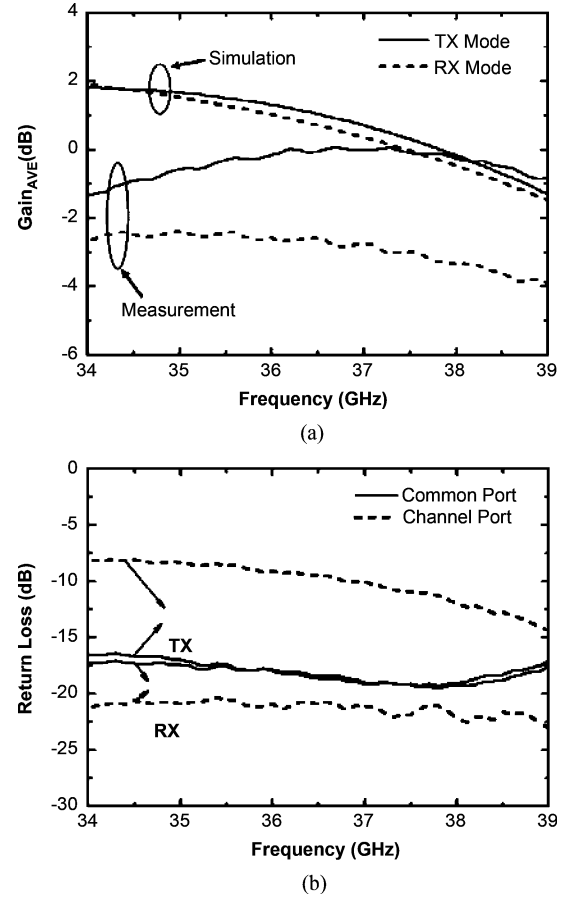 4
TX Mode
Simulation
RX Mode
2
0
-2
-4
Measurement
-6
34 35 36 37 38 39
Gain_AVE(dB)
Frequency (GHz)
(a)
0
Common Port
Channel Port
-5
-10
-15
TX
-20
-25
RX
-30
34 35 36 37 38 39
Return Loss (dB)
Frequency (GHz)
(b)